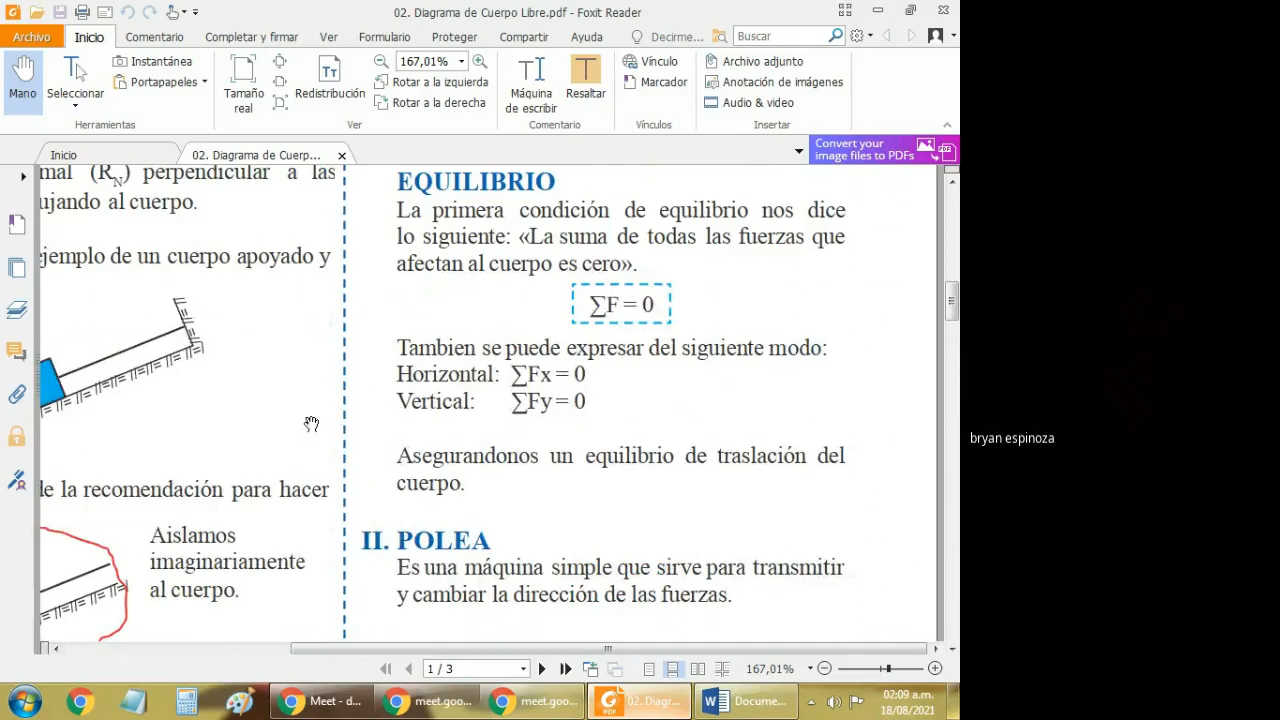 02. Diagrama de Cuerpo Libre.pdf - Foxit Reader
Archivo Inicio Comentario Completar y firmar Ver Formulario Proteger Compartir Ayuda Decirme... Buscar
Mano
Seleccionar
Instantánea
Portapapeles
Herramientas
Tamaño
real
Redistribución
167,01%
Rotar a la izquierda
Rotar a la derecha
Ver
Máquina
de escribir
Resaltar
Comentario
Vínculo
Marcador
Vínculos
Archivo adjunto
Anotación de imágenes
Audio & video
Insertar
Inicio
02. Diagrama de Cuerp...
Convert your
image files to PDFs
mal (RN) perpendicular a las
ujando al cuerpo.
ejemplo de un cuerpo apoyado y
de la recomendación para hacer
Aislamos
imaginariamente
al cuerpo.
EQUILIBRIO
La primera condición de equilibrio nos dice
lo siguiente: «La suma de todas las fuerzas que
afectan al cuerpo es cero».
∑F = 0
Tambien se puede expresar del siguiente modo:
Horizontal: ∑Fx = 0
Vertical: ∑Fy = 0
Asegurandonos un equilibrio de traslación del
cuerpo.
II. POLEA
Es una máquina simple que sirve para transmitir
y cambiar la dirección de las fuerzas.
bryan espinoza
1 / 3
167,01%
Meet - d...
meet.goo...
meet.goo...
02. Diagr...
Docume...
02:09 a.m.
18/08/2021